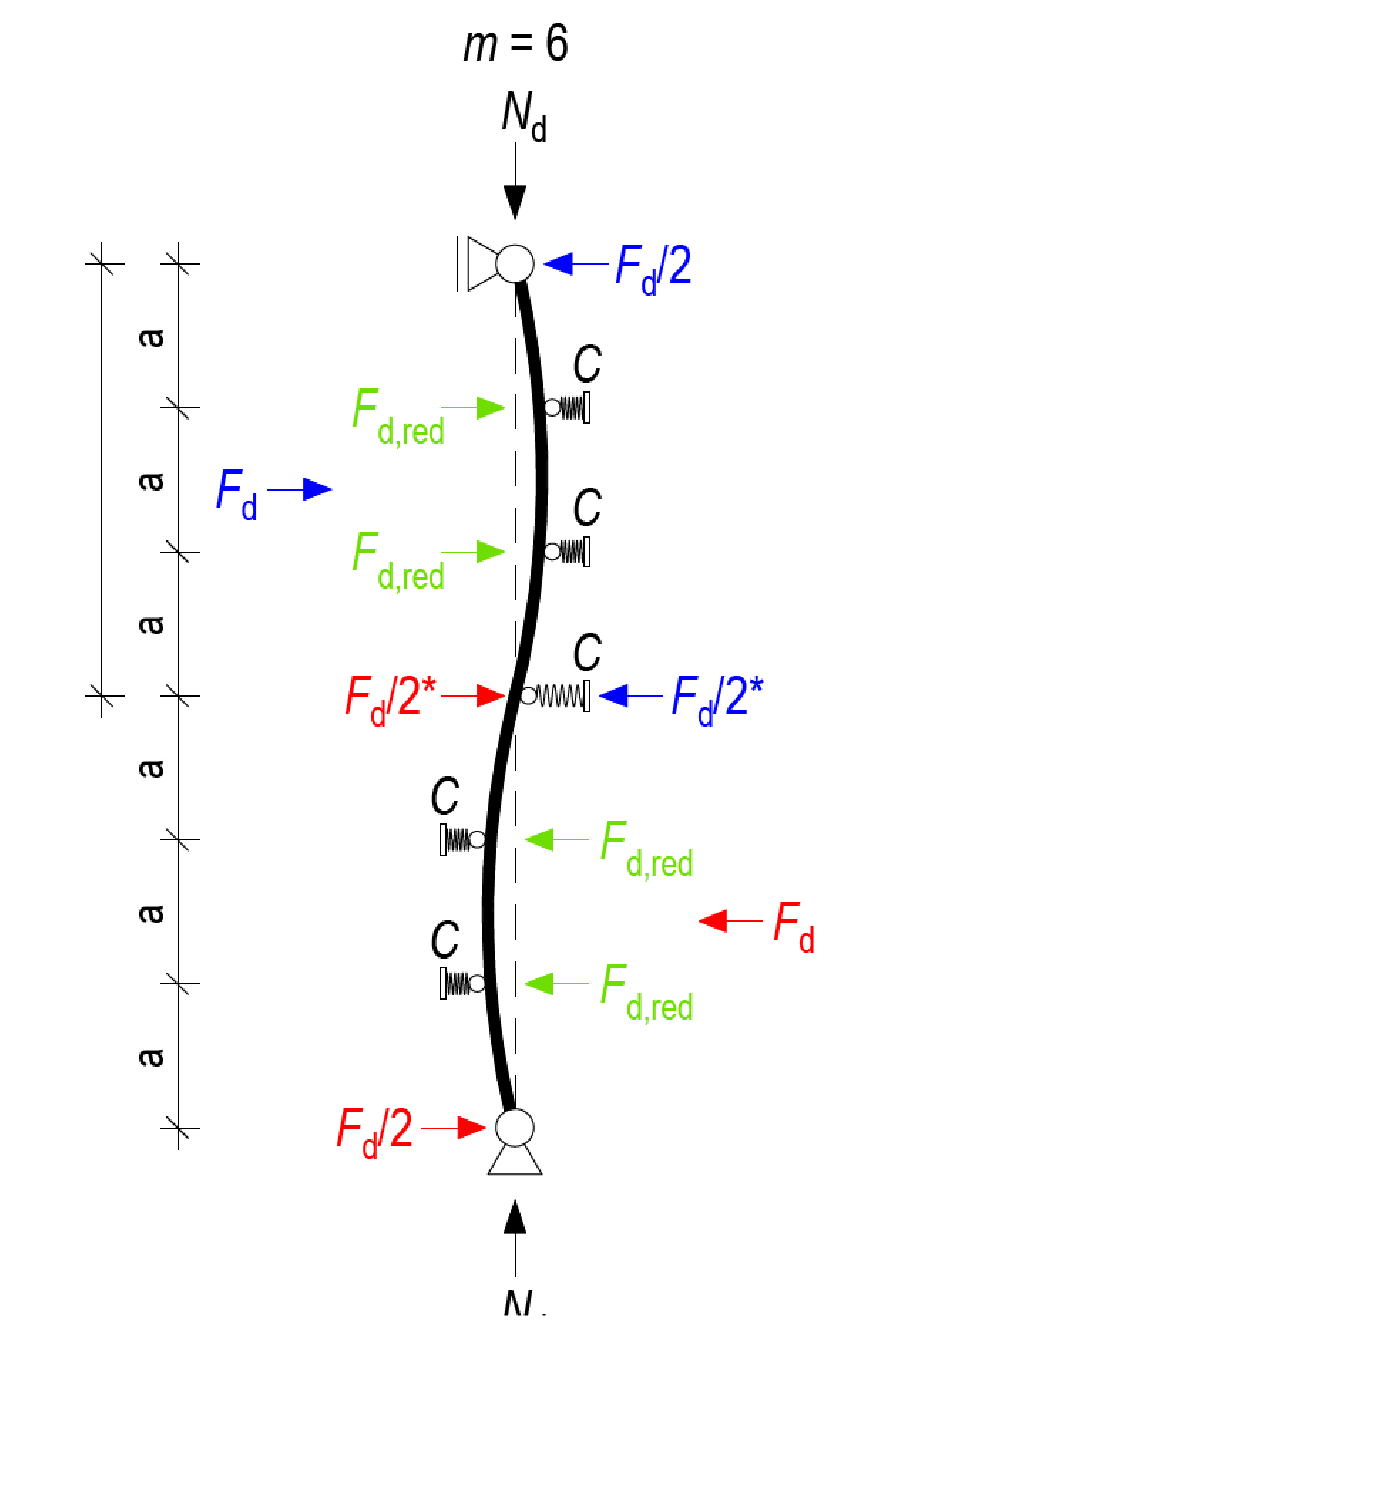 m = 6
Nd
Fd/2
a
C
Fd,red
a
Fd
C
Fd,red
a
C
Fd/2*
Fd/2*
a
C
Fd,red
a
Fd
C
Fd,red
a
Fd/2